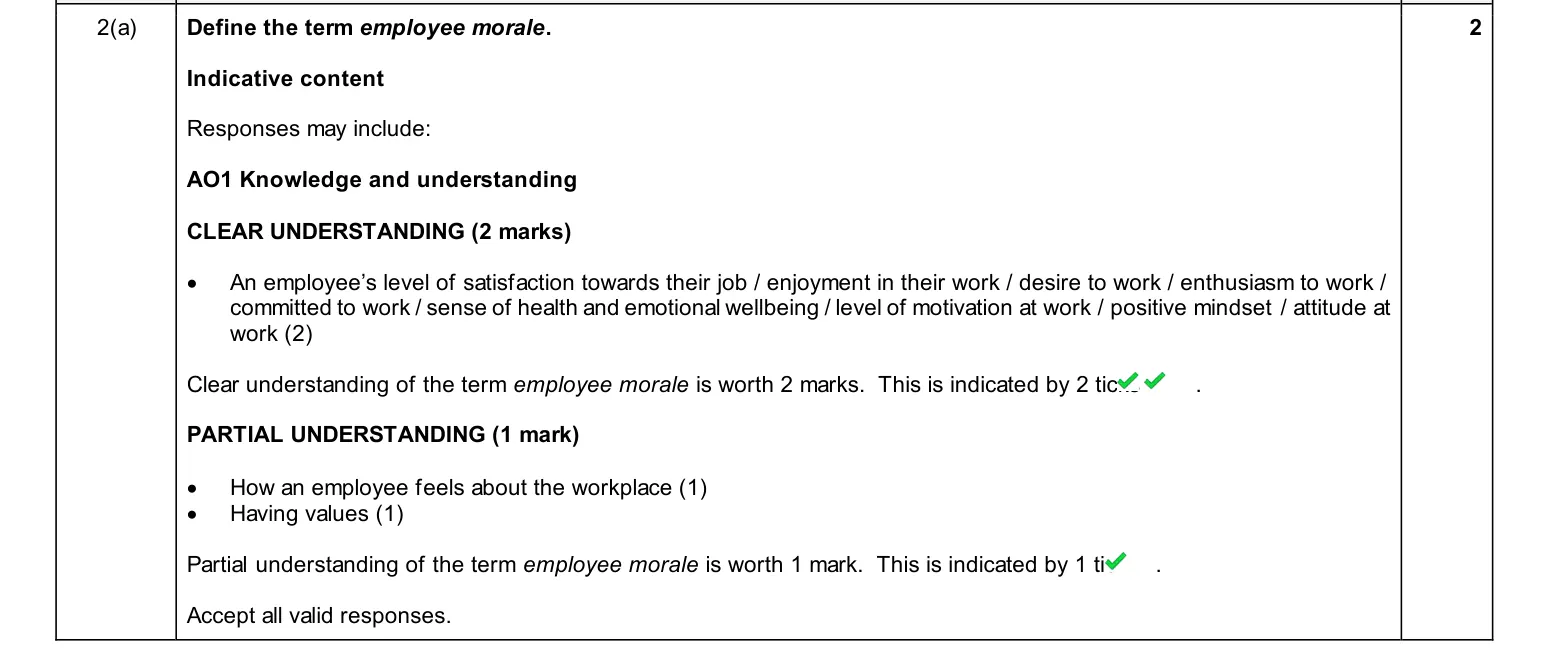 2(a)
Define the term employee morale.
2
Indicative content
Responses may include:
AO1 Knowledge and understanding
CLEAR UNDERSTANDING (2 marks)
• An employee’s level of satisfaction towards their job / enjoyment in their work / desire to work / enthusiasm to work /
committed to work / sense of health and emotional wellbeing / level of motivation at work / positive mindset / attitude at
work (2)
Clear understanding of the term employee morale is worth 2 marks. This is indicated by 2 .
PARTIAL UNDERSTANDING (1 mark)
• How an employee feels about the workplace (1)
• Having values (1)
Partial understanding of the term employee morale is worth 1 mark. This is indicated by 1 .
Accept all valid responses.